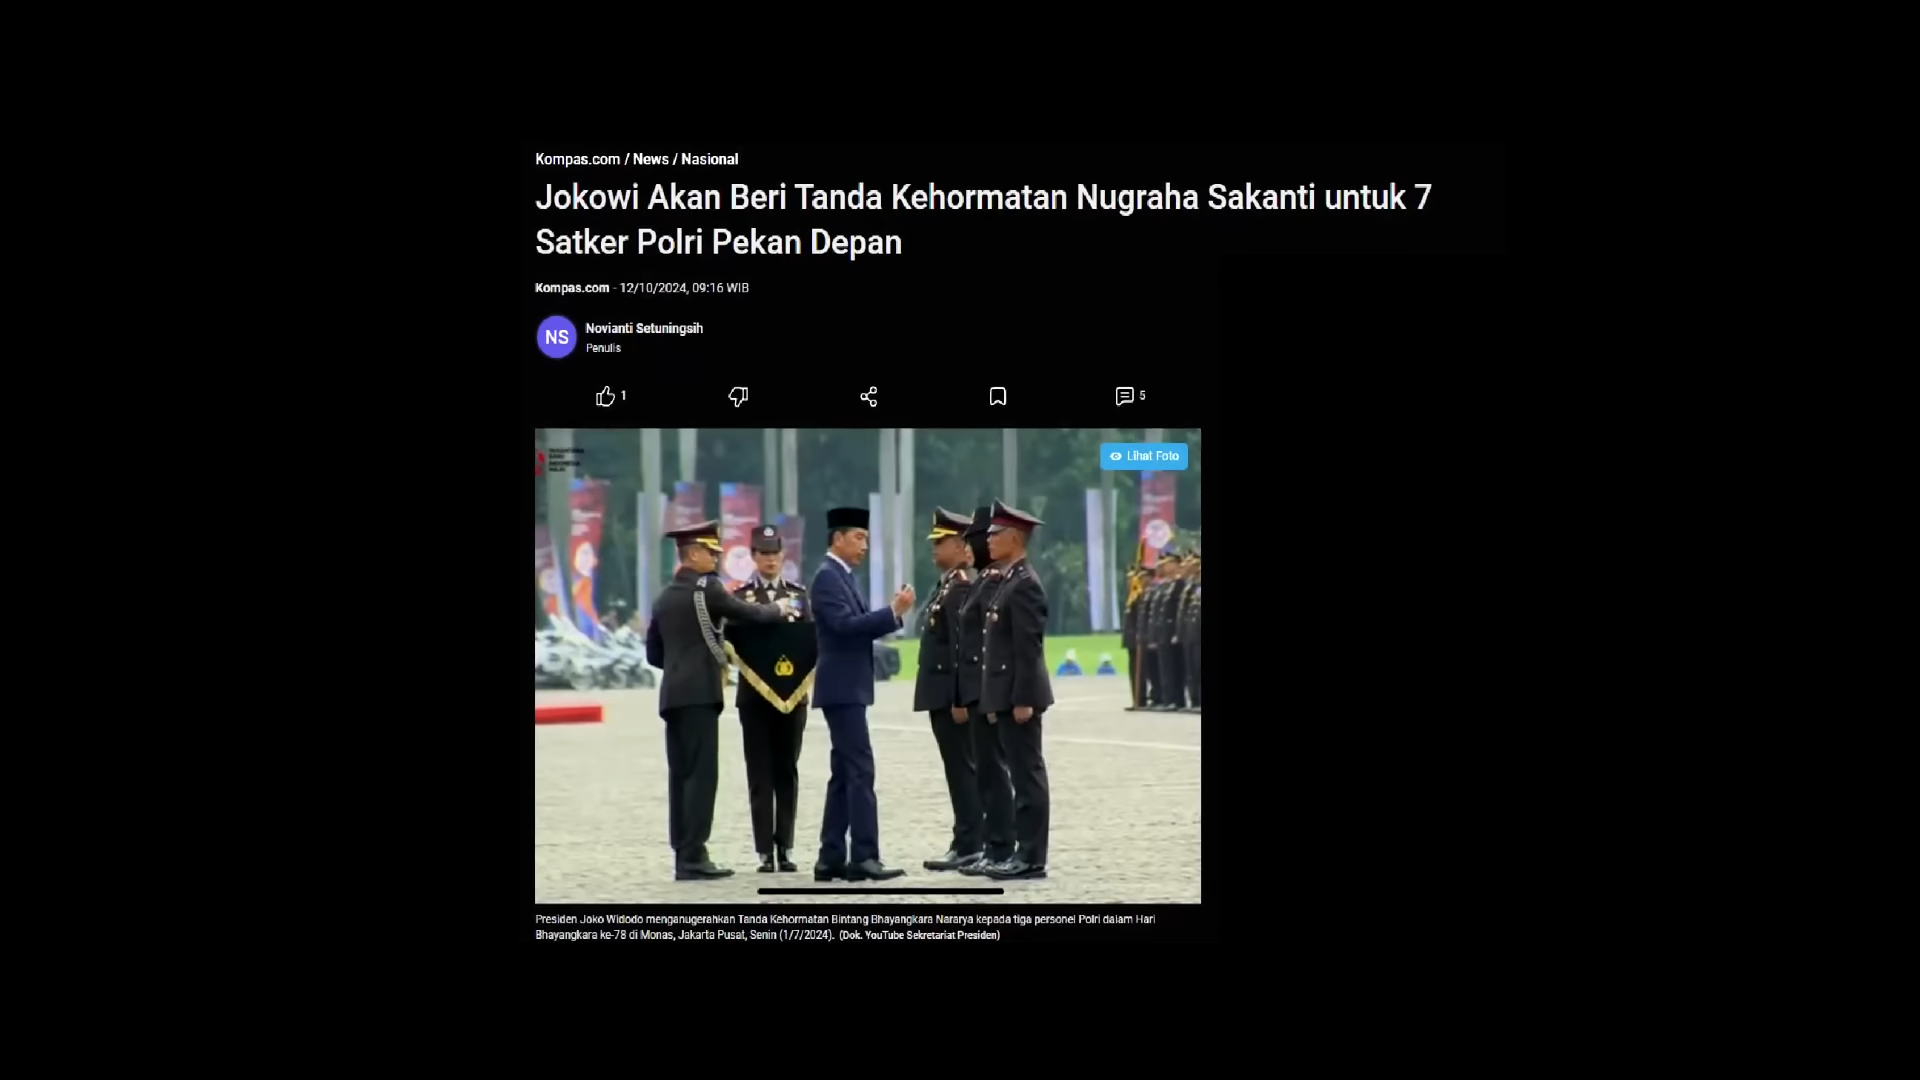 Kompas.com / News / Nasional
Jokowi Akan Beri Tanda Kehormatan Nugraha Sakanti untuk 7
Satker Polri Pekan Depan
Kompas.com - 12/10/2024, 09:16 WIB
NS
Novianti Setuningsih
Penulis
1
5
Lihat Foto
Presiden Joko Widodo menganugerahkan Tanda Kehormatan Bintang Bhayangkara Nararya kepada tiga personel Polri dalam Hari
Bhayangkara ke-78 di Monas, Jakarta Pusat, Senin (1/7/2024). (Dok. YouTube Sekretariat Presiden)